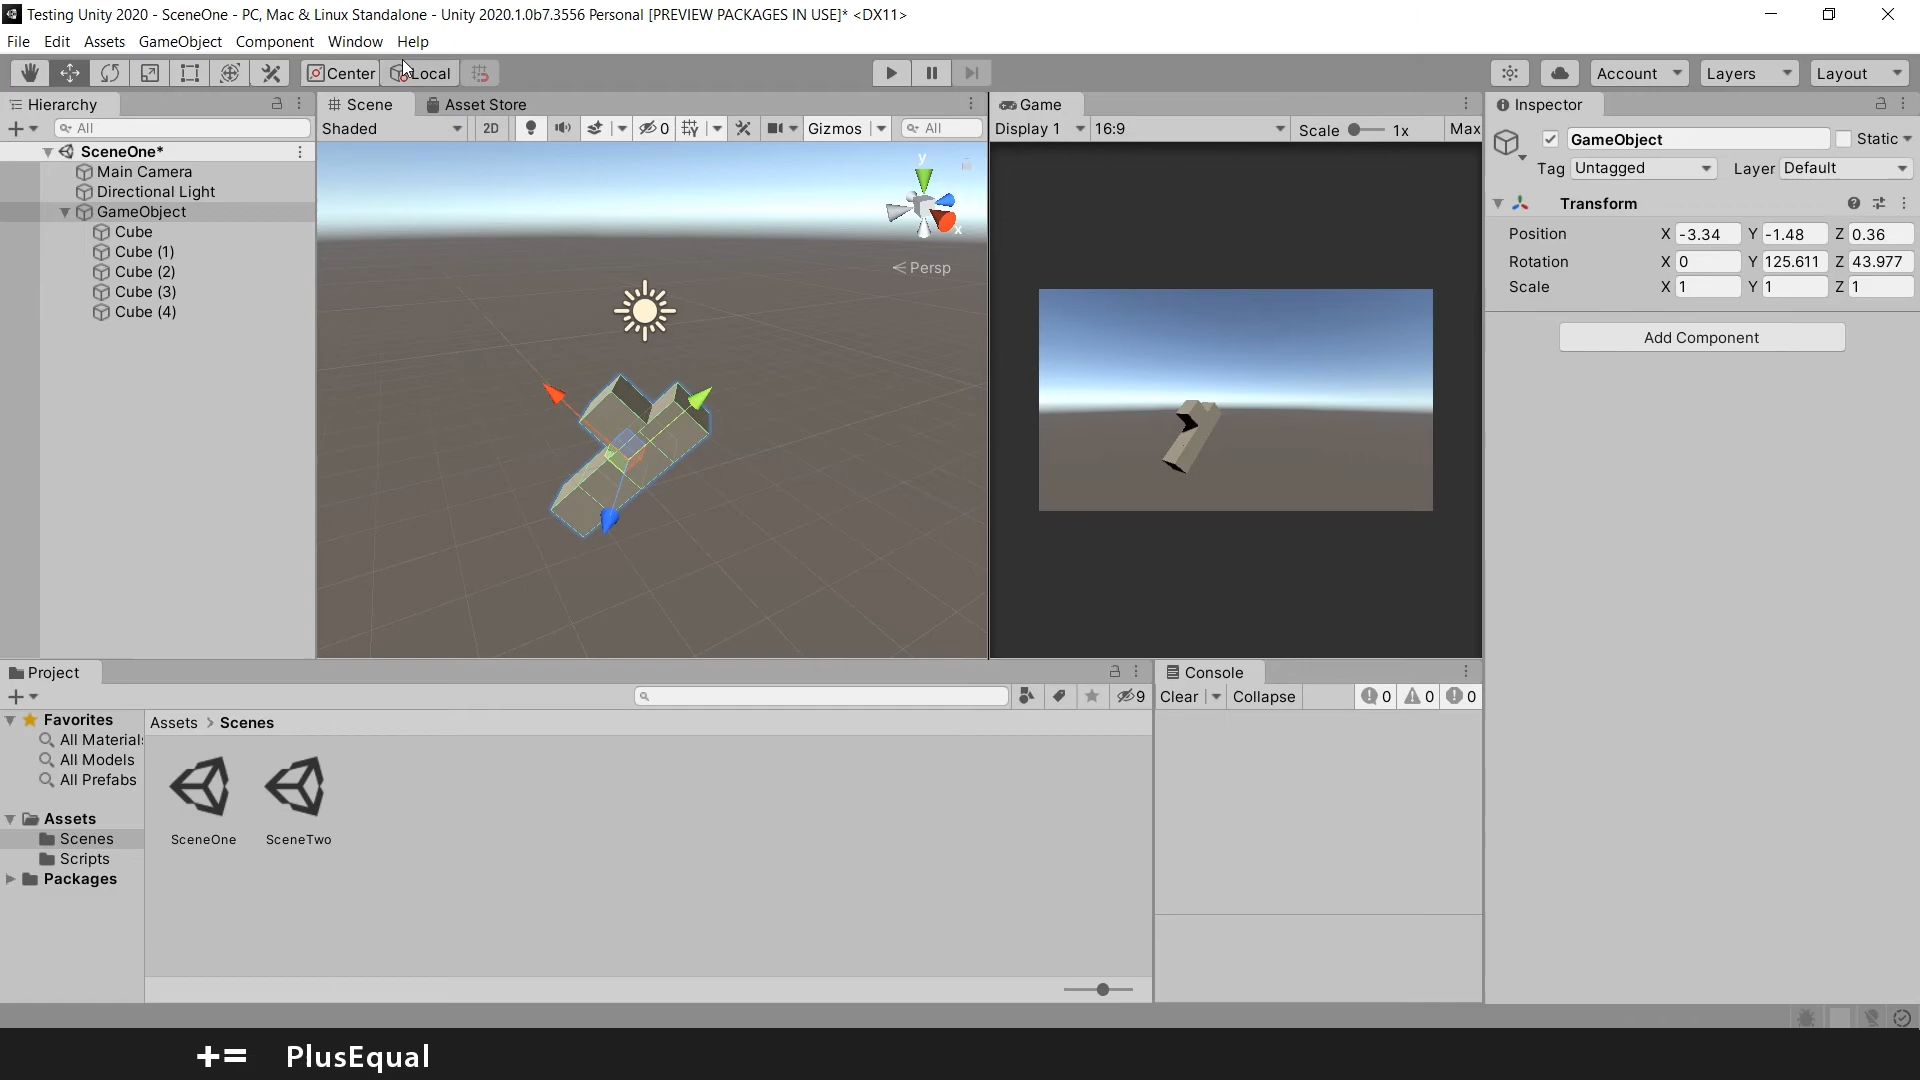 Testing Unity 2020 - SceneOne - PC, Mac & Linux Standalone - Unity 2020.1.0b7.3556 Personal [PREVIEW PACKAGES IN USE]* <DX11>
File Edit Assets GameObject Component Window Help
Center Local Account Layers Layout
Hierarchy
All
SceneOne*
Main Camera
Directional Light
GameObject
Cube
Cube (1)
Cube (2)
Cube (3)
Cube (4)
Scene Asset Store
Shaded 2D 0 Gizmos All
y
x
Persp
Game
Display 1 16:9 Scale 1x Max
Inspector
GameObject Static
Tag Untagged Layer Default
Transform
Position X -3.34 Y -1.48 Z 0.36
Rotation X 0 Y 125.611 Z 43.977
Scale X 1 Y 1 Z 1
Add Component
Project
9
Favorites
All Materials
All Models
All Prefabs
Assets
Scenes
Scripts
Packages
Assets > Scenes
SceneOne SceneTwo
Console
Clear Collapse 0 0 0
+= PlusEqual